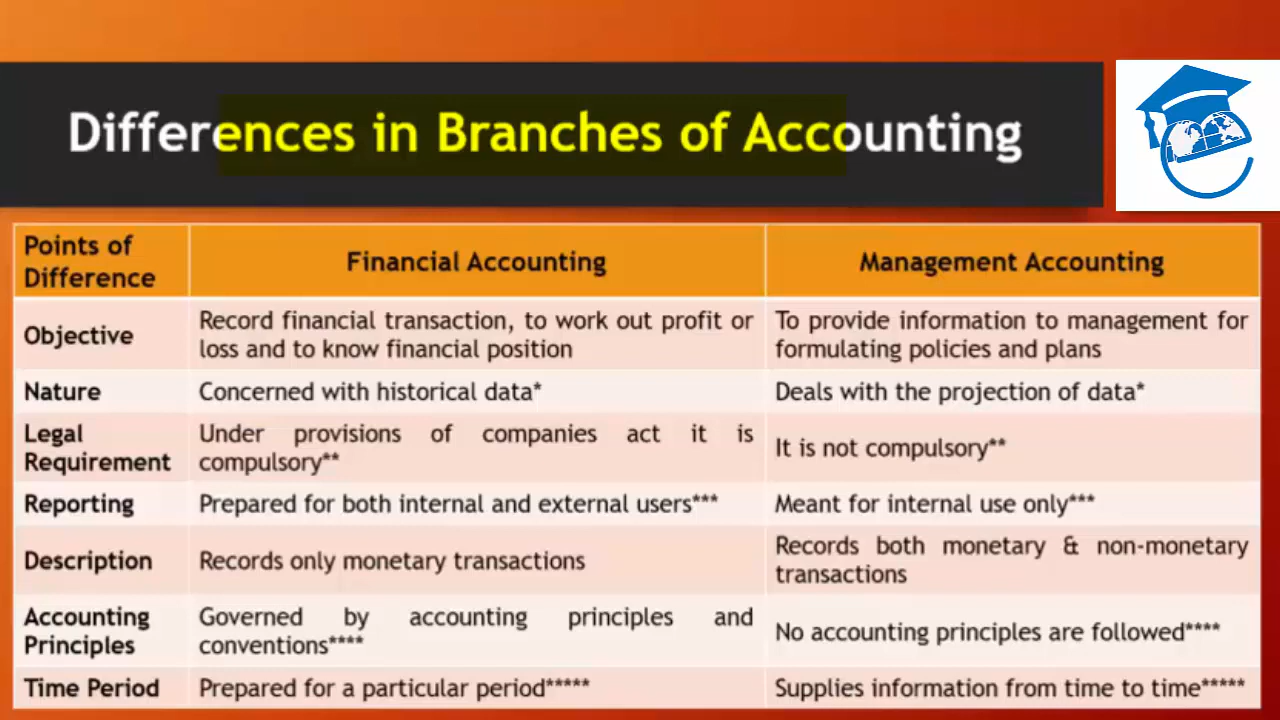 Differences in Branches of Accounting
Points of
Difference
Financial Accounting
Management Accounting
Objective
Record financial transaction, to work out profit or
loss and to know financial position
To provide information to management for
formulating policies and plans
Nature
Concerned with historical data*
Deals with the projection of data*
Legal
Requirement
Under provisions of companies act it is
compulsory**
It is not compulsory**
Reporting
Prepared for both internal and external users***
Meant for internal use only***
Description
Records only monetary transactions
Records both monetary & non-monetary
transactions
Accounting
Principles
Governed by accounting principles and
conventions****
No accounting principles are followed****
Time Period
Prepared for a particular period*****
Supplies information from time to time*****